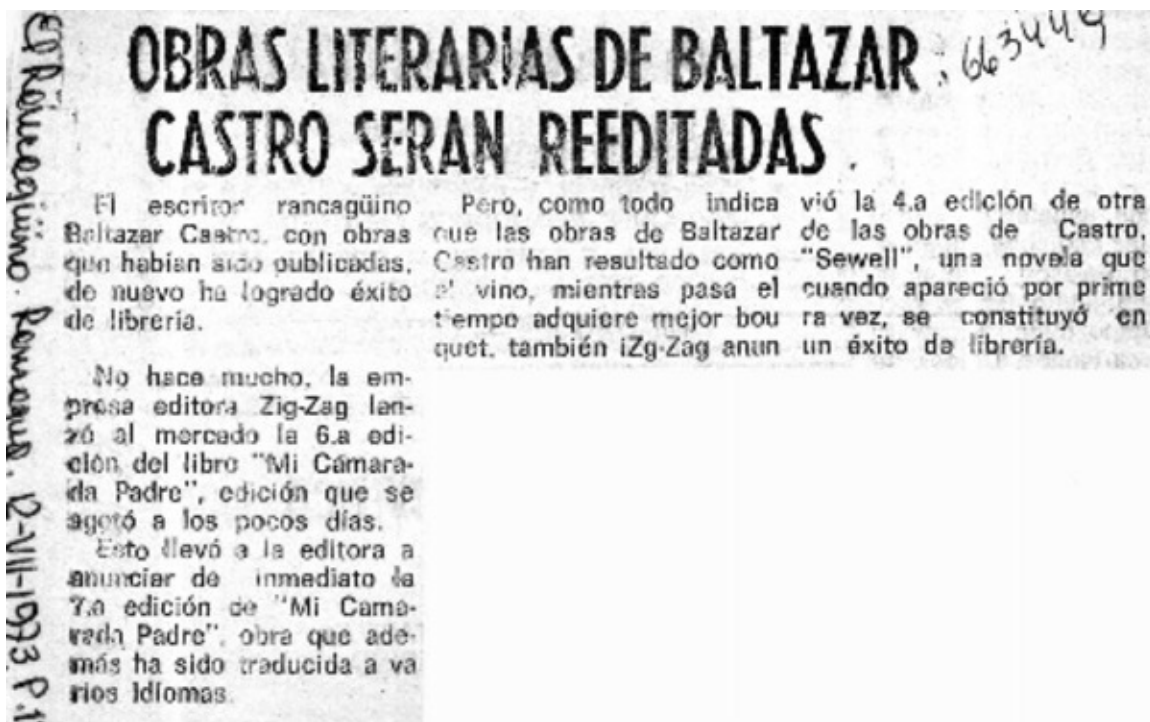 OBRAS LITERARIAS DE BALTAZAR
CASTRO SERAN REEDITADAS.
El escritor rancagüino
Baltazar Castro, con obras
que habían sido publicadas,
de nuevo ha logrado éxito
de librería.
No hace mucho, la em-
presa editora Zig-Zag lan-
zó al mercado la 6.a edi-
ción del libro "Mi Cámara-
da Padre", edición que se
agotó a los pocos días.
Esto llevó a la editora a
anunciar de inmediato la
7.a edición de "Mi Cama-
rada Padre", obra que ade-
más ha sido traducida a va
rios Idiomas.
Pero, como todo indica
que las obras de Baltazar
Castro han resultado como
el vino, mientras pasa el
tiempo adquiere mejor bou
quet, también iZg-Zag anun
vió la 4.a edición de otra
de las obras de Castro,
"Sewell", una novela que
cuando apareció por prime
ra vez, se constituyó en
un éxito de librería.
663449
El Rancagüino. Rancagua, 12-VII-1973 P.